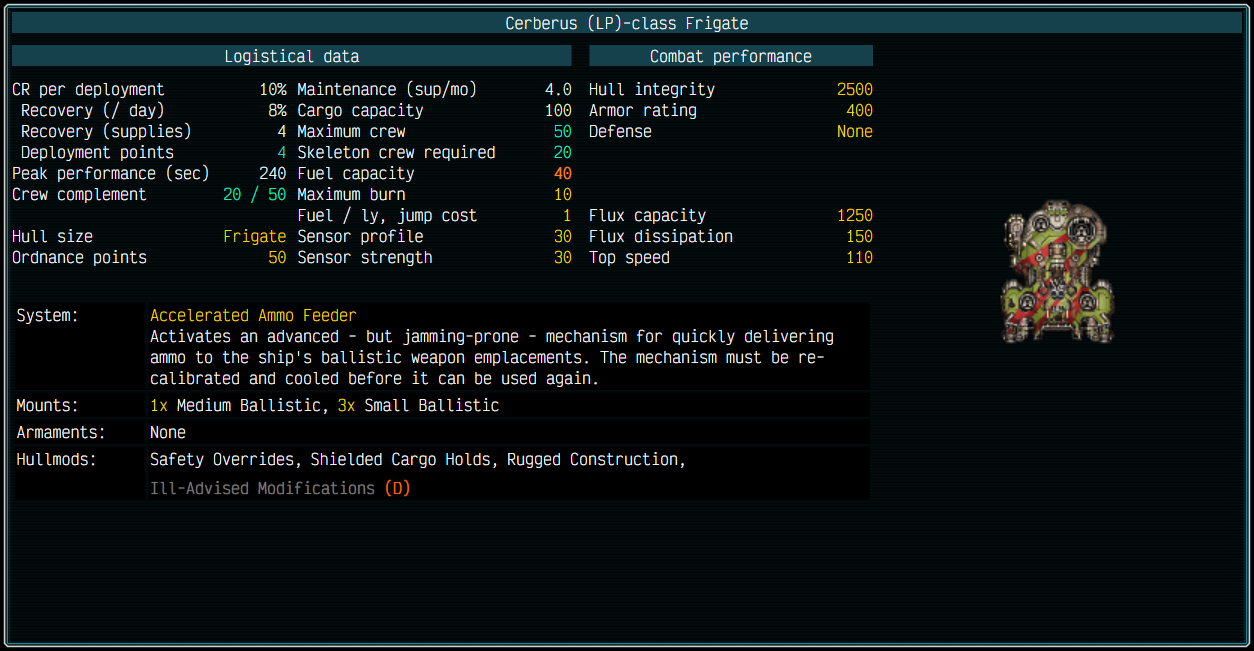 Cerberus (LP)-class Frigate
Logistical data Combat performance
CR per deployment 10% Maintenance (sup/mo) 4.0 Hull integrity 2500
Recovery (/ day) 8% Cargo capacity 100 Armor rating 400
Recovery (supplies) 4 Maximum crew 50 Defense None
Deployment points 4 Skeleton crew required 20
Peak performance (sec) 240 Fuel capacity 40
Crew complement 20 / 50 Maximum burn 10
Fuel / ly, jump cost 1 Flux capacity 1250
Hull size Frigate Sensor profile 30 Flux dissipation 150
Ordnance points 50 Sensor strength 30 Top speed 110
System: Accelerated Ammo Feeder
Activates an advanced - but jamming-prone - mechanism for quickly delivering
ammo to the ship's ballistic weapon emplacements. The mechanism must be re-
calibrated and cooled before it can be used again.
Mounts: 1x Medium Ballistic, 3x Small Ballistic
Armaments: None
Hullmods: Safety Overrides, Shielded Cargo Holds, Rugged Construction,
Ill-Advised Modifications (D)